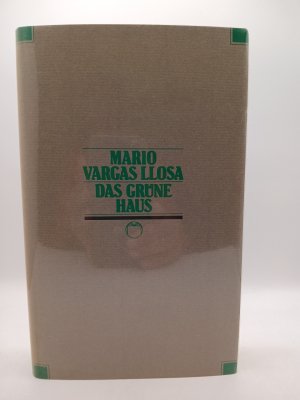 MARIO
VARGAS LLOSA
DAS GRÜNE
HAUS